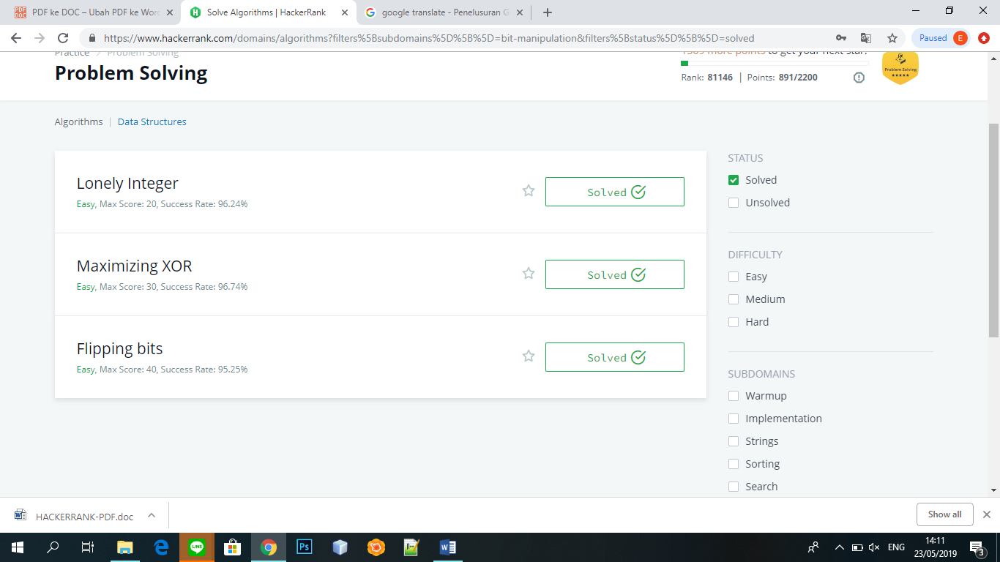 PDF ke DOC – Ubah PDF ke Word
Solve Algorithms | HackerRank
google translate - Penelusuran G
https://www.hackerrank.com/domains/algorithms?filters%5Bsubdomains%5D%5B%5D=bit-manipulation&filters%5Bstatus%5D%5B%5D=solved
Paused E
Practice Problem Solving
Problem Solving
1309 more points to get your next star!
Rank: 81146 | Points: 891/2200
Problem Solving
Algorithms | Data Structures
Lonely Integer
Easy, Max Score: 20, Success Rate: 96.24%
Solved
Maximizing XOR
Easy, Max Score: 30, Success Rate: 96.74%
Solved
Flipping bits
Easy, Max Score: 40, Success Rate: 95.25%
Solved
STATUS
Solved
Unsolved
DIFFICULTY
Easy
Medium
Hard
SUBDOMAINS
Warmup
Implementation
Strings
Sorting
Search
HACKERRANK-PDF.doc
Show all
LINE
Ps
ENG
14:11
23/05/2019
3